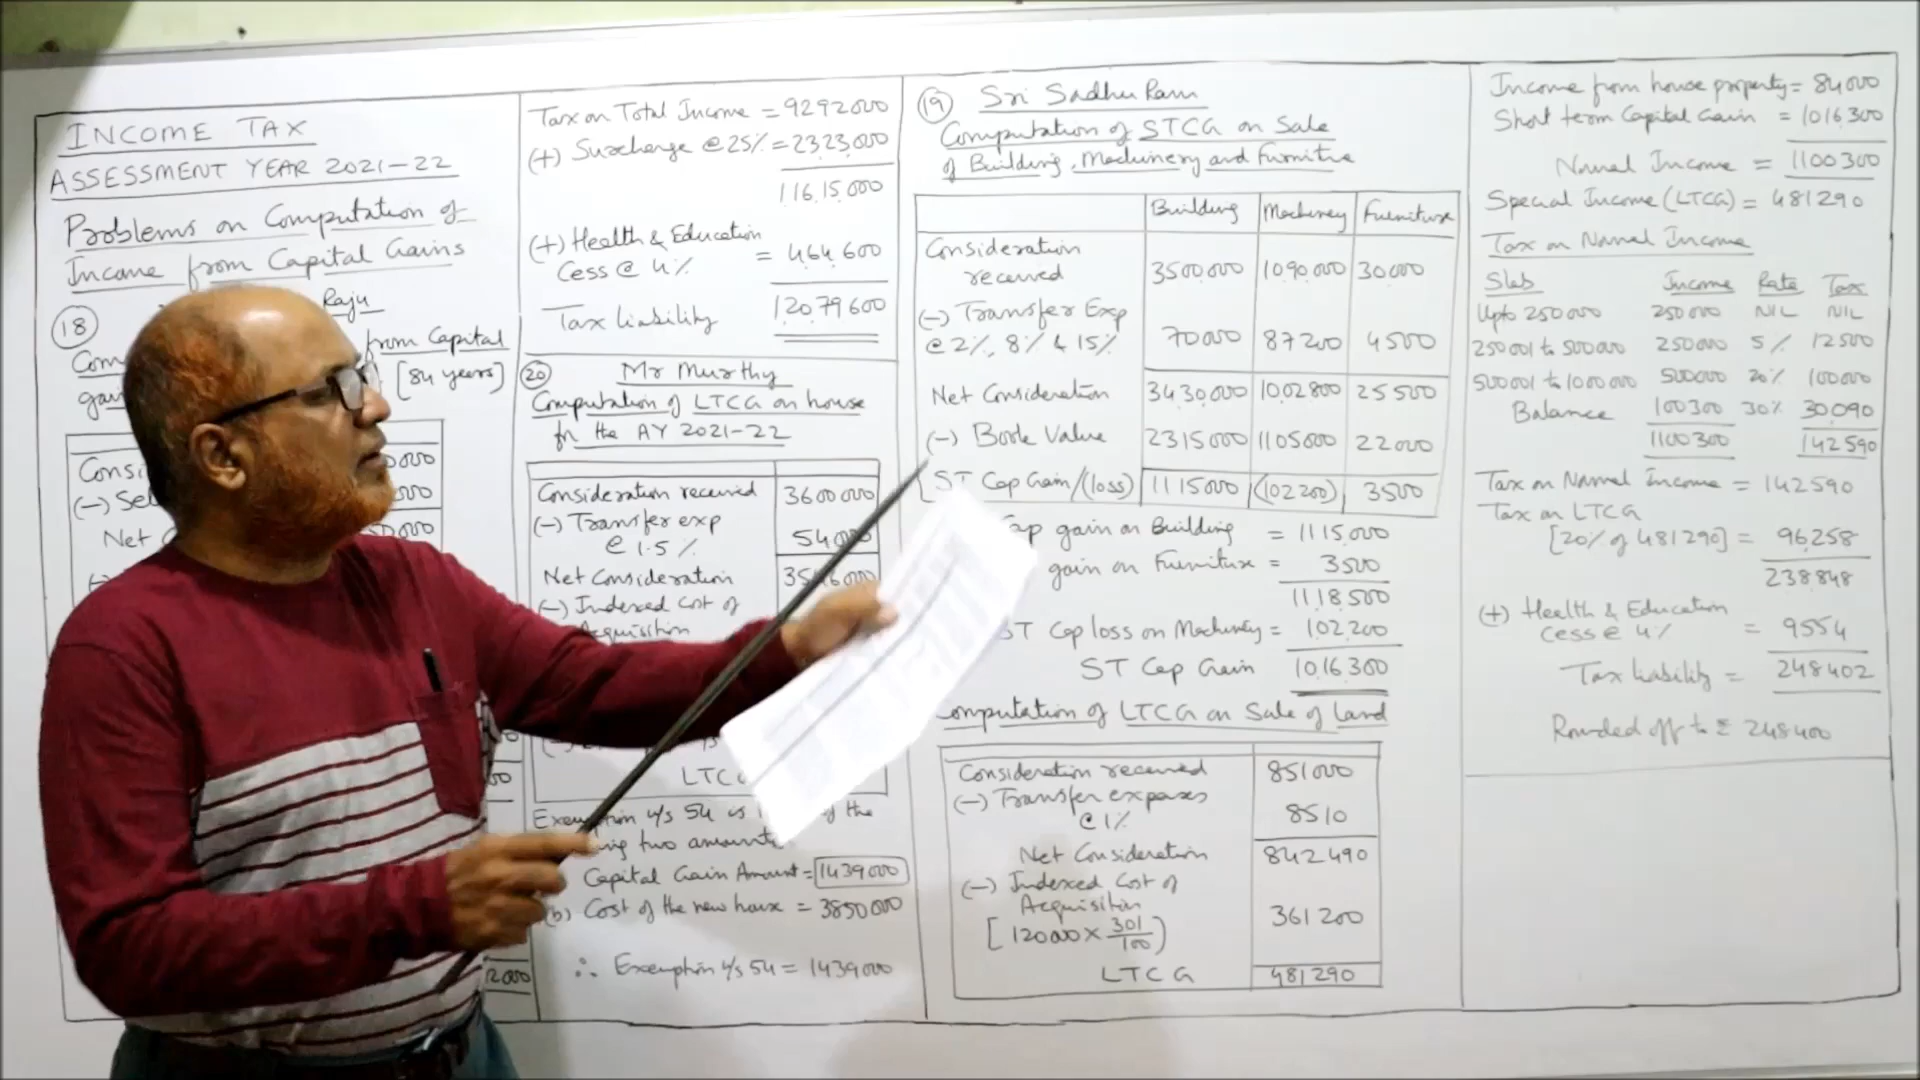 INCOME TAX
ASSESSMENT YEAR 2021-22
Problems on Computation of
Income from Capital Gains
18
Raju
from Capital
[84 years]
Net
Tax on Total Income = 9292000
(+) Surcharge @ 25% = 2323000
11615000
(+) Health & Education
Cess @ 4% = 464600
Tax liability 12079600
20 Mr Murthy
Computation of LTCG on house
for the AY 2021-22
Consideration received 3600000
(-) Transfer exp
@ 1.5% 54000
Net Consideration
(-) Indexed Cost of
Acquisition
LTCG
Exemption u/s 54 is
two amounts
Capital Gain Amount = 1439000
(b) Cost of the new house = 3850000
∴ Exemption u/s 54 = 1439000
19 Sri Sadhu Ram
Computation of STCG on Sale
of Building, Machinery and Furniture
Building Machinery Furniture
Consideration
received 3500000 1090000 30000
(-) Transfer Exp
@ 2%, 8% & 15% 70000 87200 4500
Net Consideration 3430000 1002800 25500
(-) Book Value 2315000 1105000 22000
ST Cap Gain/(loss) 1115000 (102200) 3500
Cap gain on Building = 1115000
gain on Furniture = 3500
1118500
ST Cap loss on Machinery = 102200
ST Cap Gain 1016300
Computation of LTCG on Sale of Land
Consideration received 851000
(-) Transfer expenses
@ 1% 8510
Net Consideration 842490
(-) Indexed Cost of
Acquisition
[120000 × 301/100) 361200
LTCG 481290
Income from house property = 84000
Short term Capital Gain = 1016300
Normal Income = 1100300
Special Income (LTCG) = 481290
Tax on Normal Income
Slab Income Rate Tax
Upto 250000 250000 NIL NIL
250001 to 500000 250000 5% 12500
500001 to 1000000 500000 20% 100000
Balance 100300 30% 30090
1100300 142590
Tax on Normal Income = 142590
Tax on LTCG
[20% of 481290] = 96258
238848
(+) Health & Education
Cess @ 4% = 9554
Tax liability = 248402
Rounded off to ₹ 248400